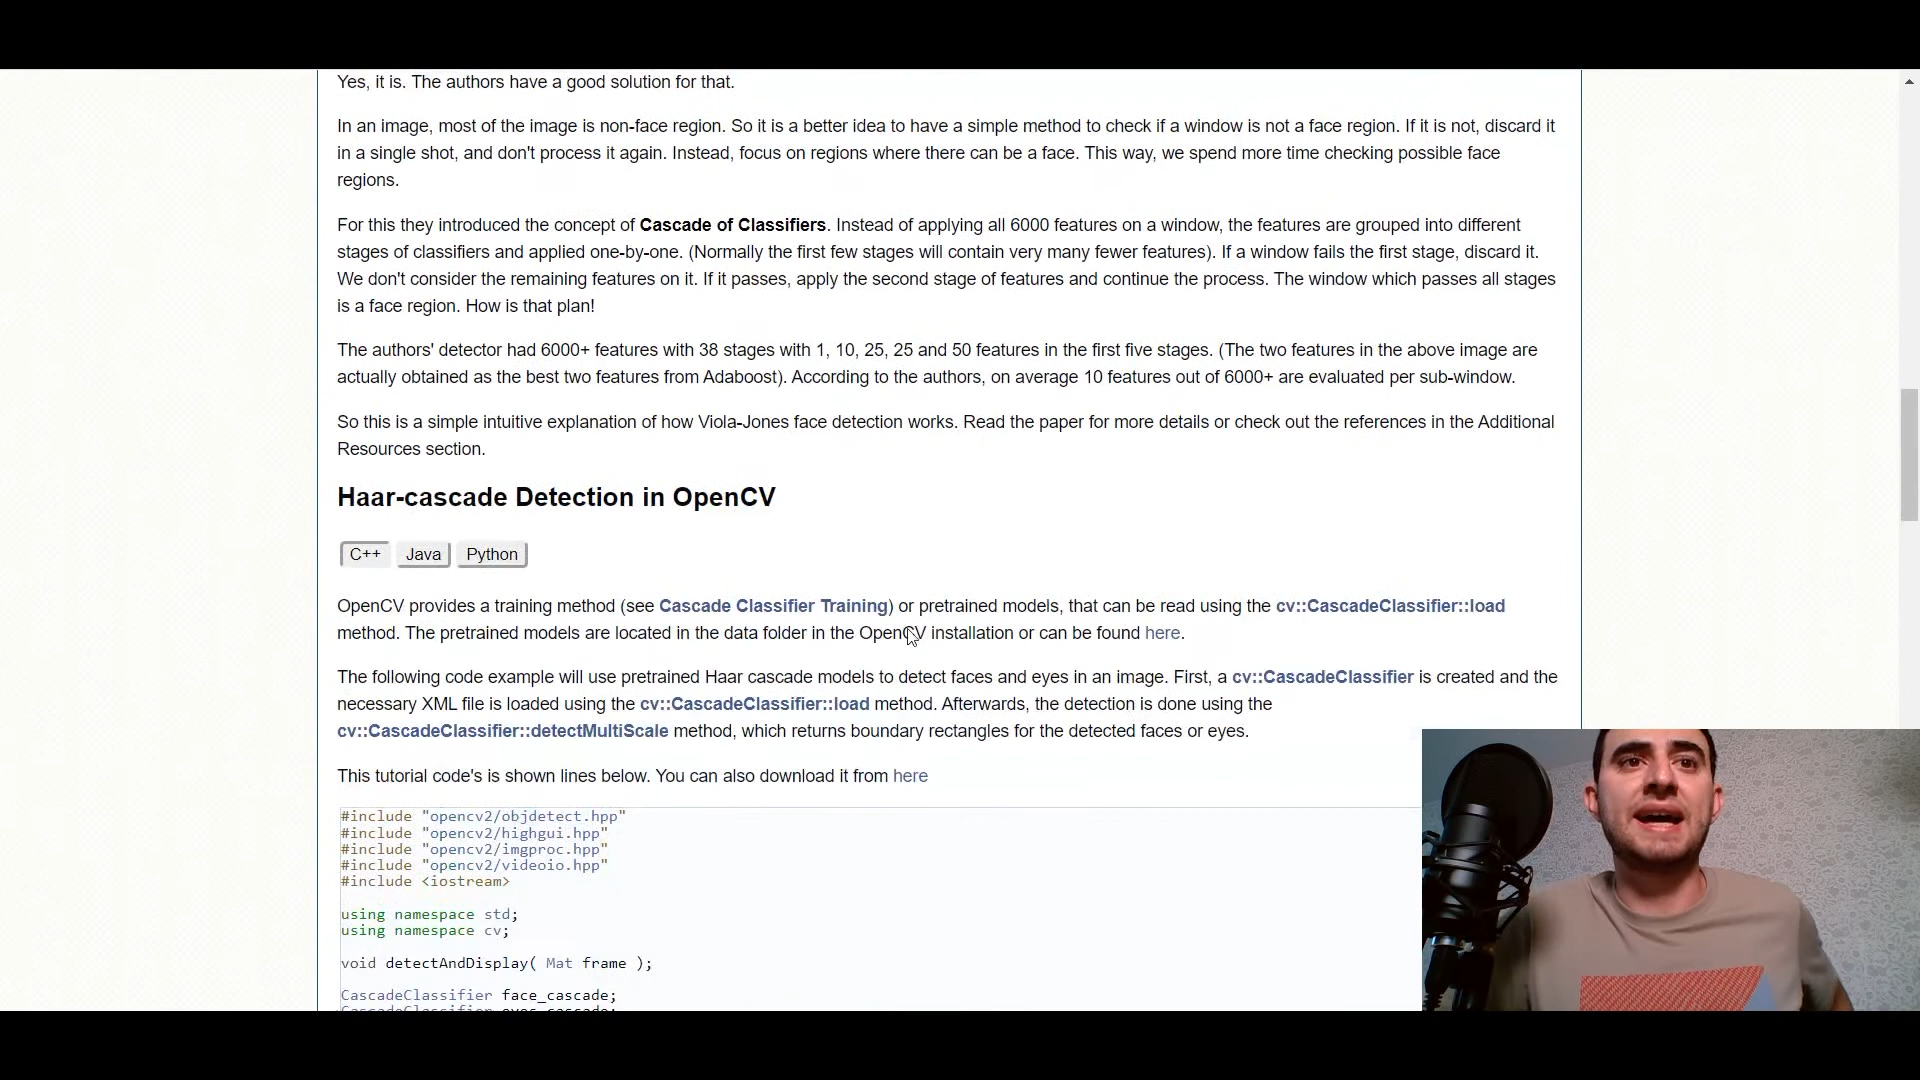 Yes, it is. The authors have a good solution for that.
In an image, most of the image is non-face region. So it is a better idea to have a simple method to check if a window is not a face region. If it is not, discard it
in a single shot, and don't process it again. Instead, focus on regions where there can be a face. This way, we spend more time checking possible face
regions.
For this they introduced the concept of Cascade of Classifiers. Instead of applying all 6000 features on a window, the features are grouped into different
stages of classifiers and applied one-by-one. (Normally the first few stages will contain very many fewer features). If a window fails the first stage, discard it.
We don't consider the remaining features on it. If it passes, apply the second stage of features and continue the process. The window which passes all stages
is a face region. How is that plan!
The authors' detector had 6000+ features with 38 stages with 1, 10, 25, 25 and 50 features in the first five stages. (The two features in the above image are
actually obtained as the best two features from Adaboost). According to the authors, on average 10 features out of 6000+ are evaluated per sub-window.
So this is a simple intuitive explanation of how Viola-Jones face detection works. Read the paper for more details or check out the references in the Additional
Resources section.
Haar-cascade Detection in OpenCV
C++ Java Python
OpenCV provides a training method (see Cascade Classifier Training) or pretrained models, that can be read using the cv::CascadeClassifier::load
method. The pretrained models are located in the data folder in the OpenCV installation or can be found here.
The following code example will use pretrained Haar cascade models to detect faces and eyes in an image. First, a cv::CascadeClassifier is created and the
necessary XML file is loaded using the cv::CascadeClassifier::load method. Afterwards, the detection is done using the
cv::CascadeClassifier::detectMultiScale method, which returns boundary rectangles for the detected faces or eyes.
This tutorial code's is shown lines below. You can also download it from here
#include "opencv2/objdetect.hpp"
#include "opencv2/highgui.hpp"
#include "opencv2/imgproc.hpp"
#include "opencv2/videoio.hpp"
#include <iostream>
using namespace std;
using namespace cv;
void detectAndDisplay( Mat frame );
CascadeClassifier face_cascade;
CascadeClassifier eyes_cascade;